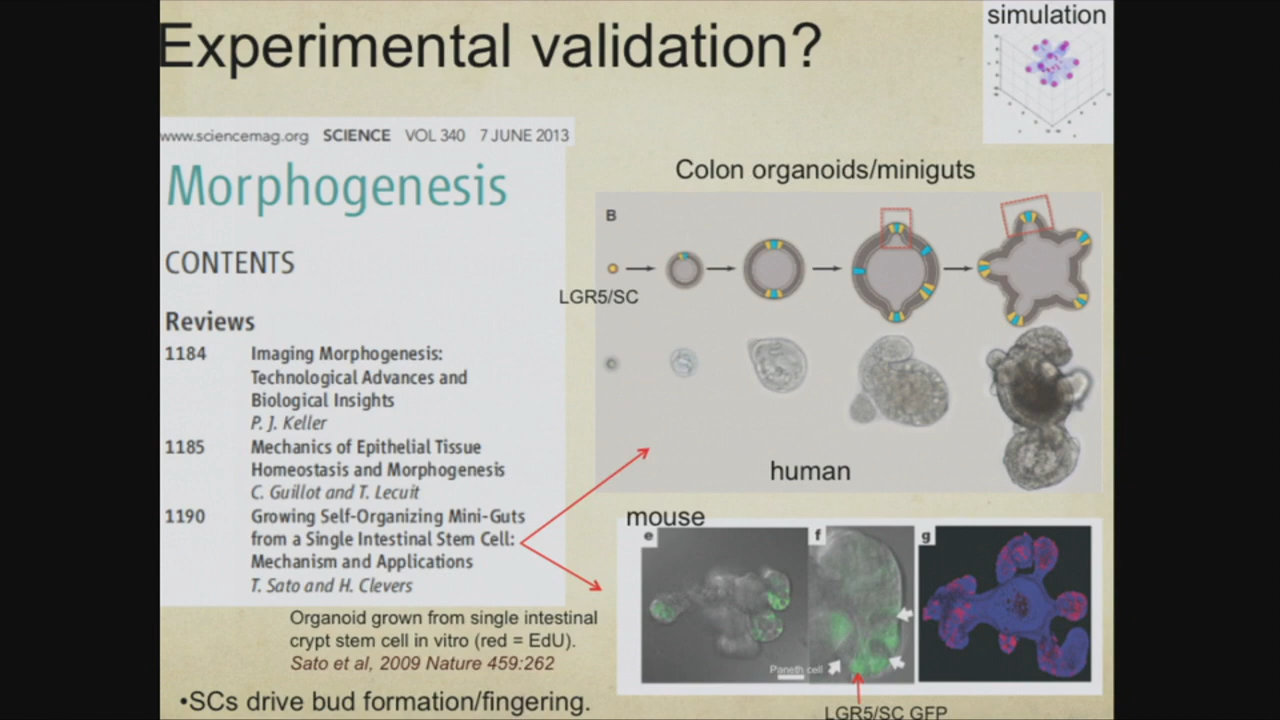 Experimental validation?
simulation
www.sciencemag.org SCIENCE VOL 340 7 JUNE 2013
Morphogenesis
CONTENTS
Reviews
1184 Imaging Morphogenesis:
Technological Advances and
Biological Insights
P. J. Keller
1185 Mechanics of Epithelial Tissue
Homeostasis and Morphogenesis
C. Guillot and T. Lecuit
1190 Growing Self-Organizing Mini-Guts
from a Single Intestinal Stem Cell:
Mechanism and Applications
T. Sato and H. Clevers
Colon organoids/miniguts
B
LGR5/SC
human
mouse
e
f
g
Paneth cell
LGR5/SC GFP
Organoid grown from single intestinal
crypt stem cell in vitro (red = EdU).
Sato et al, 2009 Nature 459:262
•SCs drive bud formation/fingering.